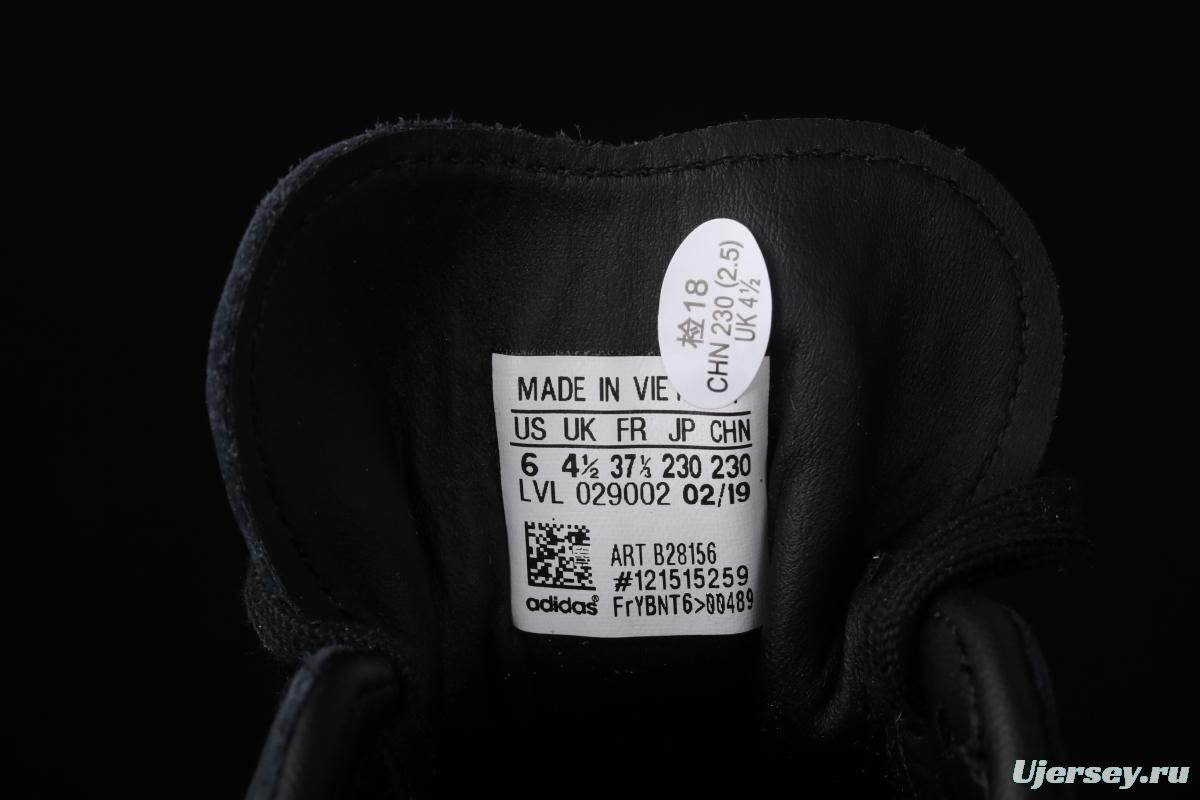 检18
CHN 230 (2.5)
UK 4½
MADE IN
US UK FR JP CHN
6 4½ 37⅓ 230 230
LVL 029002 02/19
ART B28156
#121515259
adidas® FrYBNT6>00489
Ujersey.ru